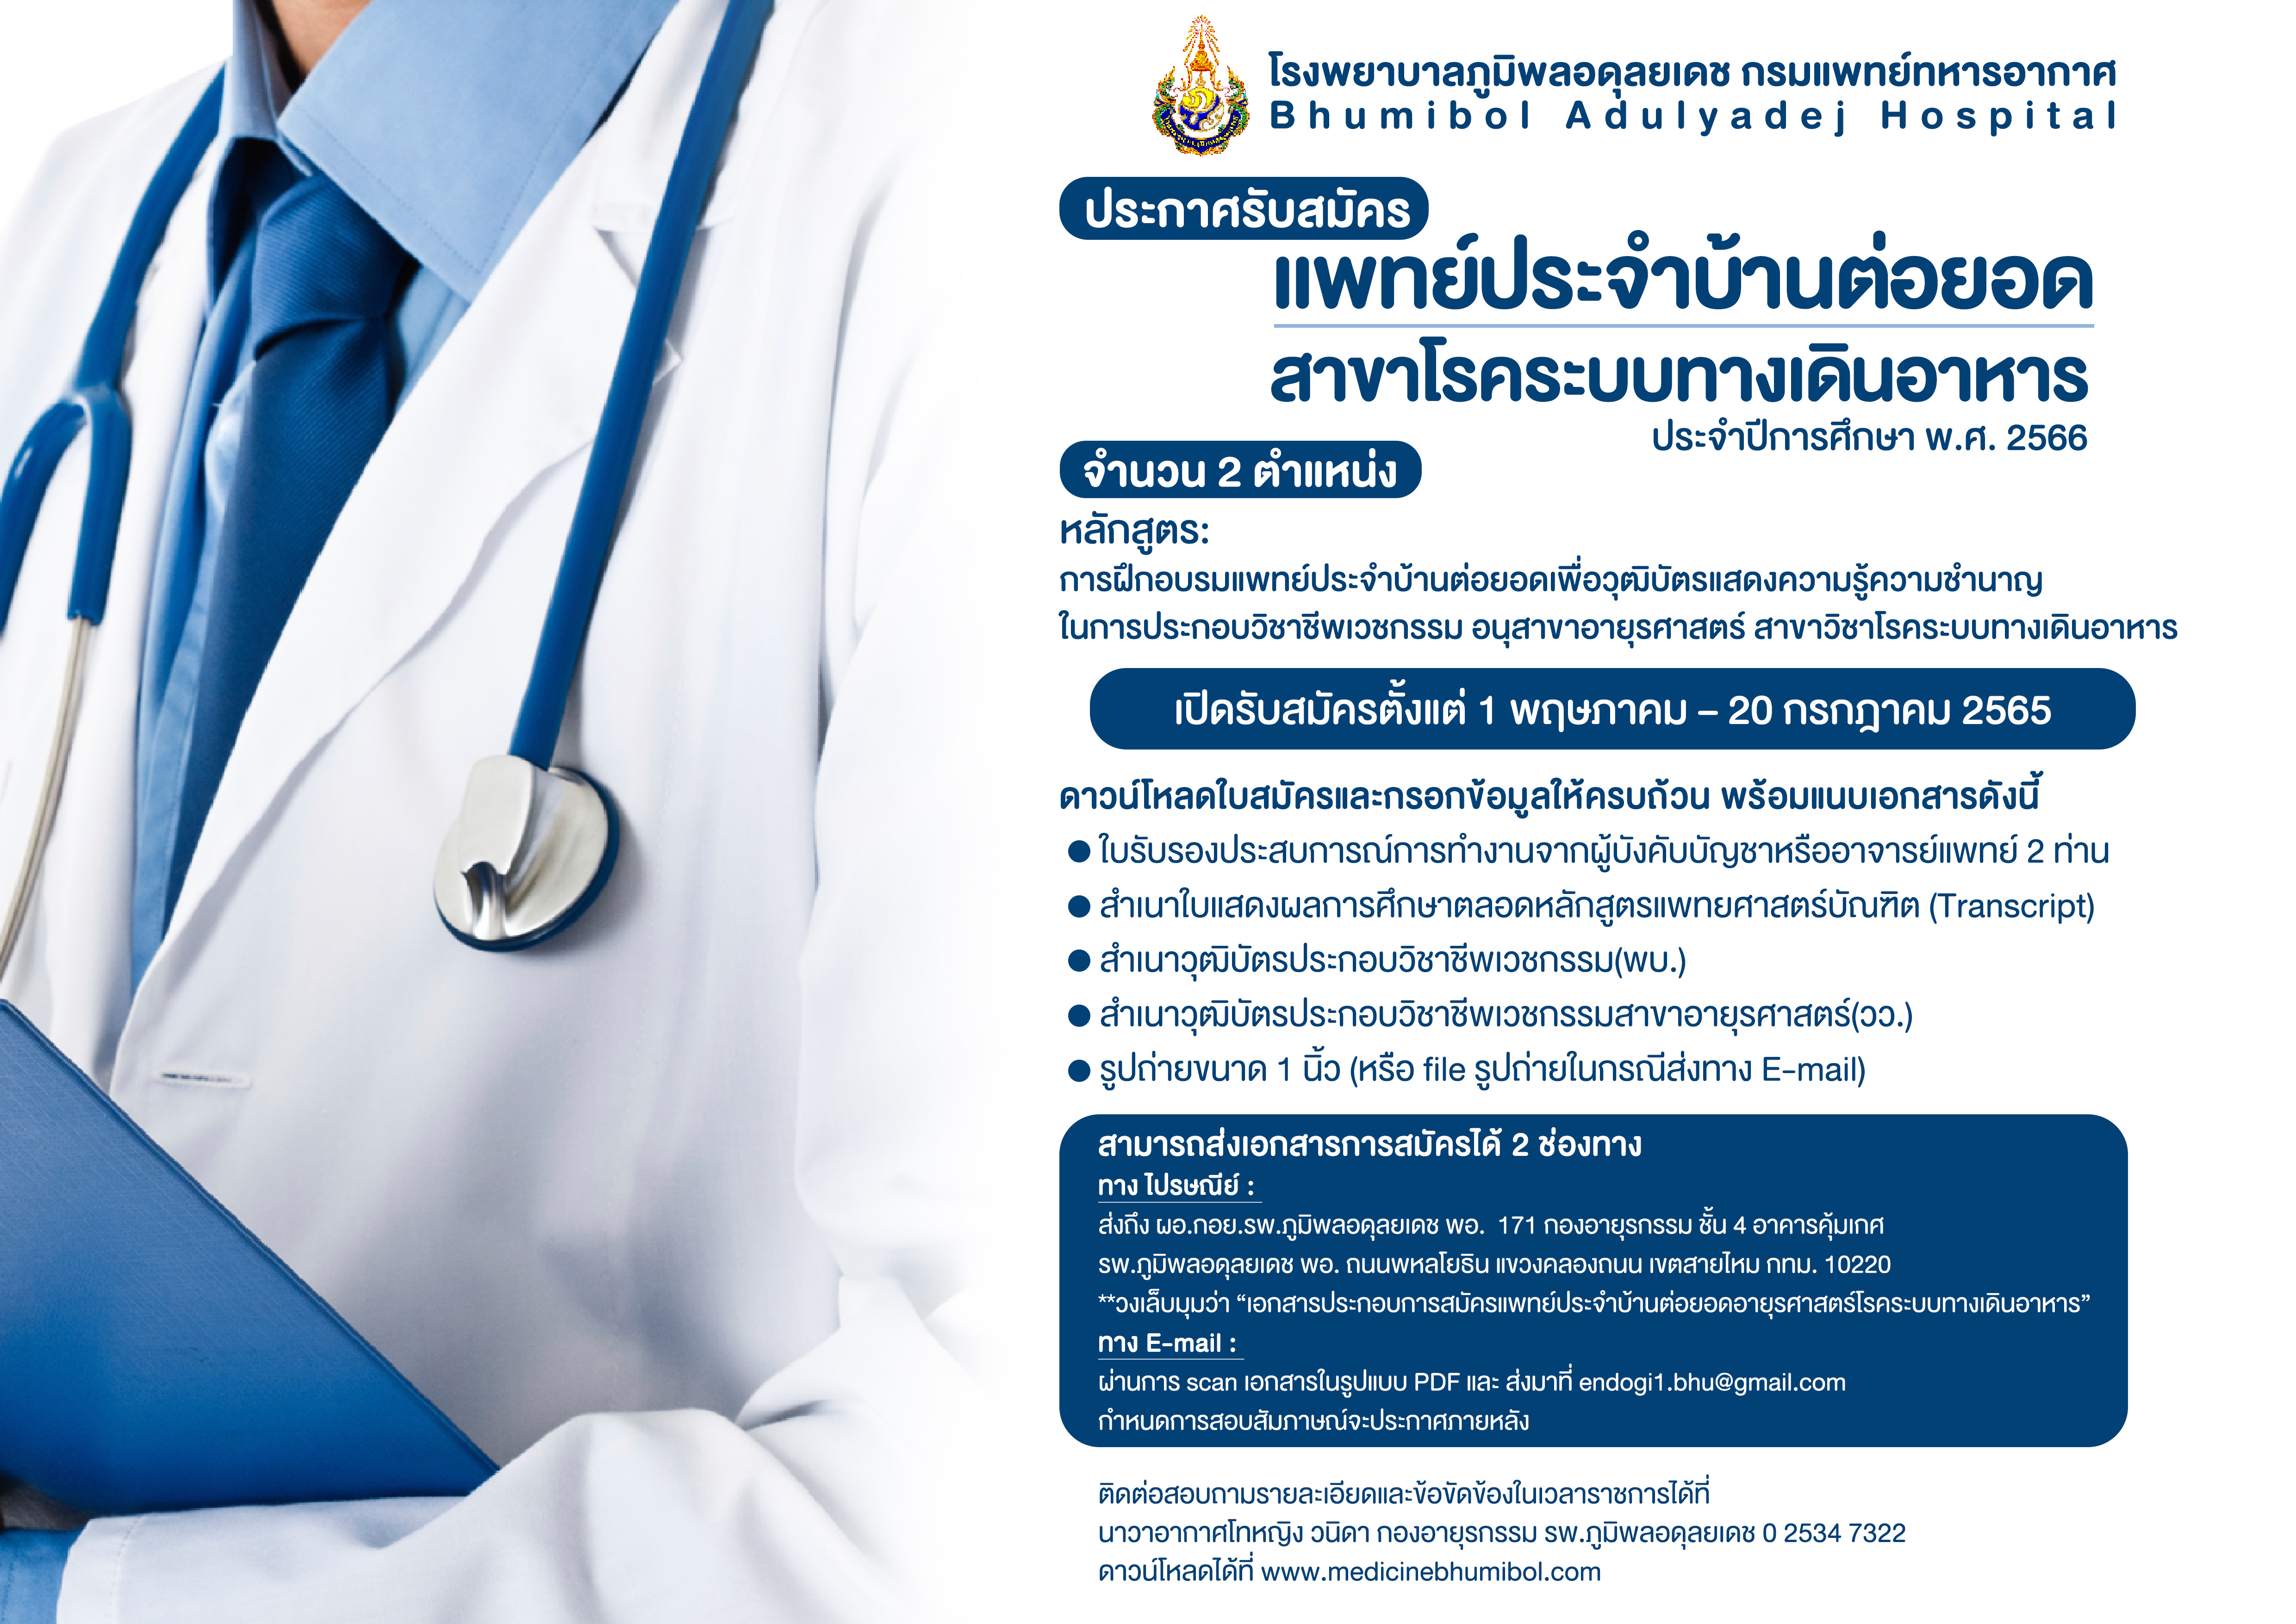 โรงพยาบาลภูมิพลอดุลยเดช กรมแพทย์ทหารอากาศ
Bhumibol Adulyadej Hospital
ประกาศรับสมัคร
แพทย์ประจำบ้านต่อยอด
สาขาโรคระบบทางเดินอาหาร
ประจำปีการศึกษา พ.ศ. 2566
จำนวน 2 ตำแหน่ง
หลักสูตร:
การฝึกอบรมแพทย์ประจำบ้านต่อยอดเพื่อวุฒิบัตรแสดงความรู้ความชำนาญ
ในการประกอบวิชาชีพเวชกรรม อนุสาขาอายุรศาสตร์ สาขาวิชาโรคระบบทางเดินอาหาร
เปิดรับสมัครตั้งแต่ 1 พฤษภาคม – 20 กรกฎาคม 2565
ดาวน์โหลดใบสมัครและกรอกข้อมูลให้ครบถ้วน พร้อมแนบเอกสารดังนี้
● ใบรับรองประสบการณ์การทำงานจากผู้บังคับบัญชาหรืออาจารย์แพทย์ 2 ท่าน
● สำเนาใบแสดงผลการศึกษาตลอดหลักสูตรแพทยศาสตร์บัณฑิต (Transcript)
● สำเนาวุฒิบัตรประกอบวิชาชีพเวชกรรม(พบ.)
● สำเนาวุฒิบัตรประกอบวิชาชีพเวชกรรมสาขาอายุรศาสตร์(วว.)
● รูปถ่ายขนาด 1 นิ้ว (หรือ file รูปถ่ายในกรณีส่งทาง E-mail)
สามารถส่งเอกสารการสมัครได้ 2 ช่องทาง
ทาง ไปรษณีย์ :
ส่งถึง ผอ.กอย.รพ.ภูมิพลอดุลยเดช พอ. 171 กองอายุรกรรม ชั้น 4 อาคารคุ้มเกศ
รพ.ภูมิพลอดุลยเดช พอ. ถนนพหลโยธิน แขวงคลองถนน เขตสายไหม กทม. 10220
**วงเล็บมุมว่า “เอกสารประกอบการสมัครแพทย์ประจำบ้านต่อยอดอายุรศาสตร์โรคระบบทางเดินอาหาร”
ทาง E-mail :
ผ่านการ scan เอกสารในรูปแบบ PDF และ ส่งมาที่ endogi1.bhu@gmail.com
กำหนดการสอบสัมภาษณ์จะประกาศภายหลัง
ติดต่อสอบถามรายละเอียดและข้อขัดข้องในเวลาราชการได้ที่
นาวาอากาศโทหญิง วนิดา กองอายุรกรรม รพ.ภูมิพลอดุลยเดช 0 2534 7322
ดาวน์โหลดได้ที่ www.medicinebhumibol.com